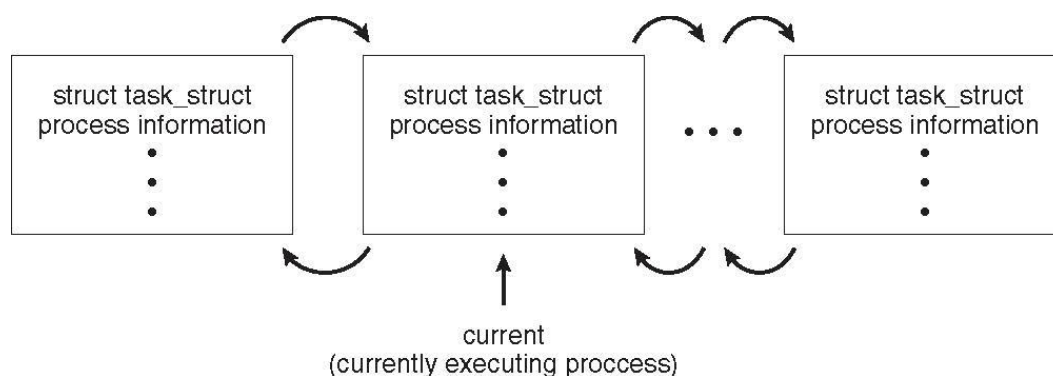 struct task_struct
process information
struct task_struct
process information
struct task_struct
process information
current
(currently executing proccess)